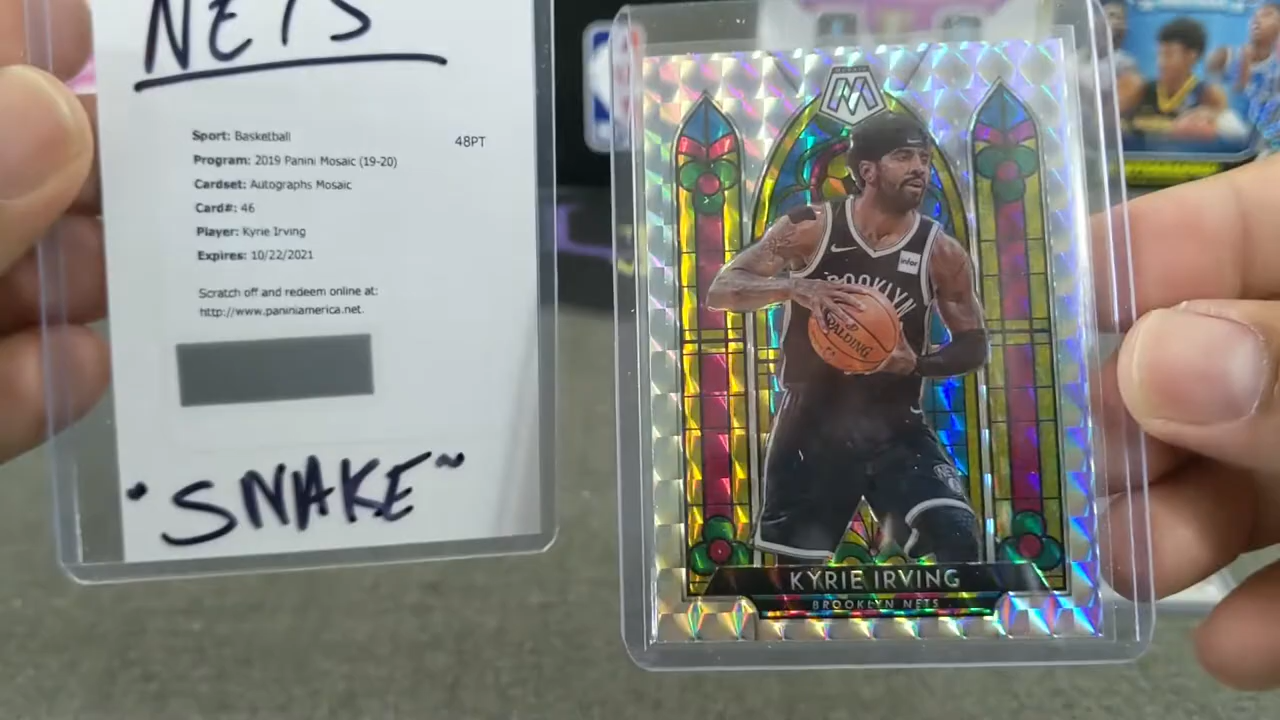 NETS
Sport: Basketball
48PT
Program: 2019 Panini Mosaic (19-20)
Cardset: Autographs Mosaic
Card#: 46
Player: Kyrie Irving
Expires: 10/22/2021
Scratch off and redeem online at:
http://www.paniniamerica.net.
"SNAKE"
MOSAIC
infor
BROOKLYN
SPALDING
KYRIE IRVING
BROOKLYN NETS